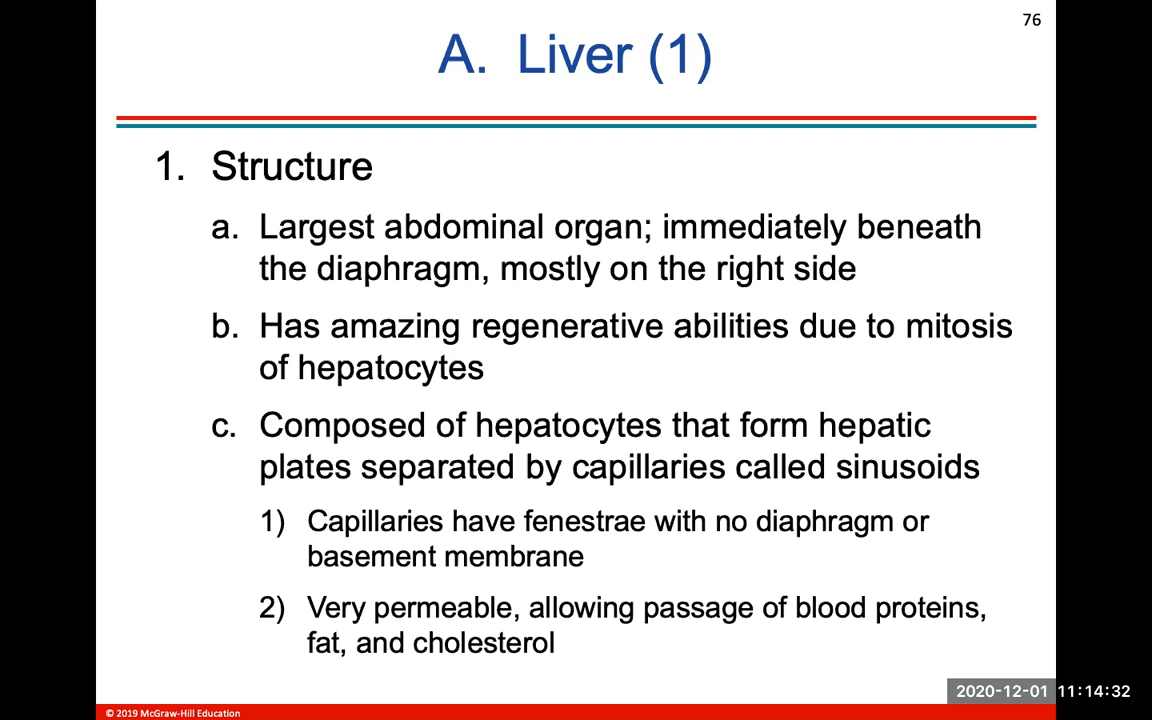 76
A. Liver (1)
1. Structure
a. Largest abdominal organ; immediately beneath
the diaphragm, mostly on the right side
b. Has amazing regenerative abilities due to mitosis
of hepatocytes
c. Composed of hepatocytes that form hepatic
plates separated by capillaries called sinusoids
1) Capillaries have fenestrae with no diaphragm or
basement membrane
2) Very permeable, allowing passage of blood proteins,
fat, and cholesterol
2020-12-01 11:14:32
© 2019 McGraw-Hill Education